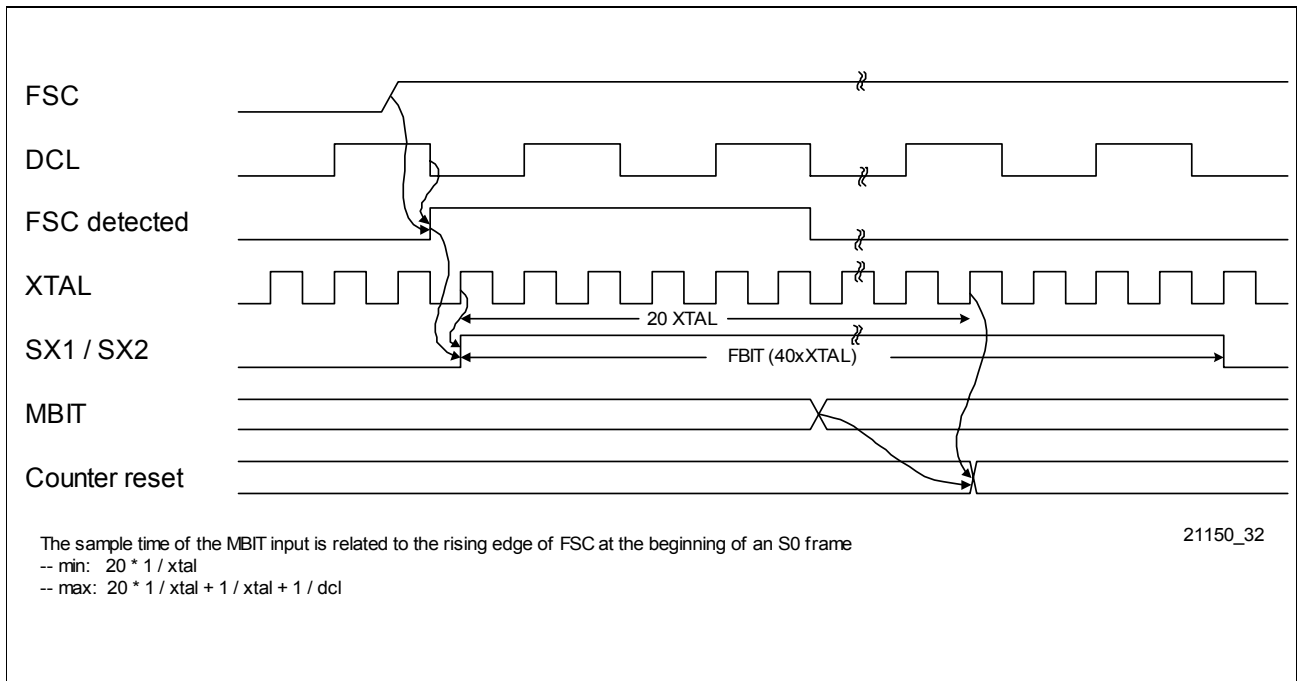 FSC
DCL
FSC detected
XTAL
20 XTAL
SX1 / SX2
FBIT (40xXTAL)
MBIT
Counter reset
The sample time of the MBIT input is related to the rising edge of FSC at the beginning of an S0 frame
21150_32
-- min: 20 * 1 / xtal
-- max: 20 * 1 / xtal + 1 / xtal + 1 / dcl